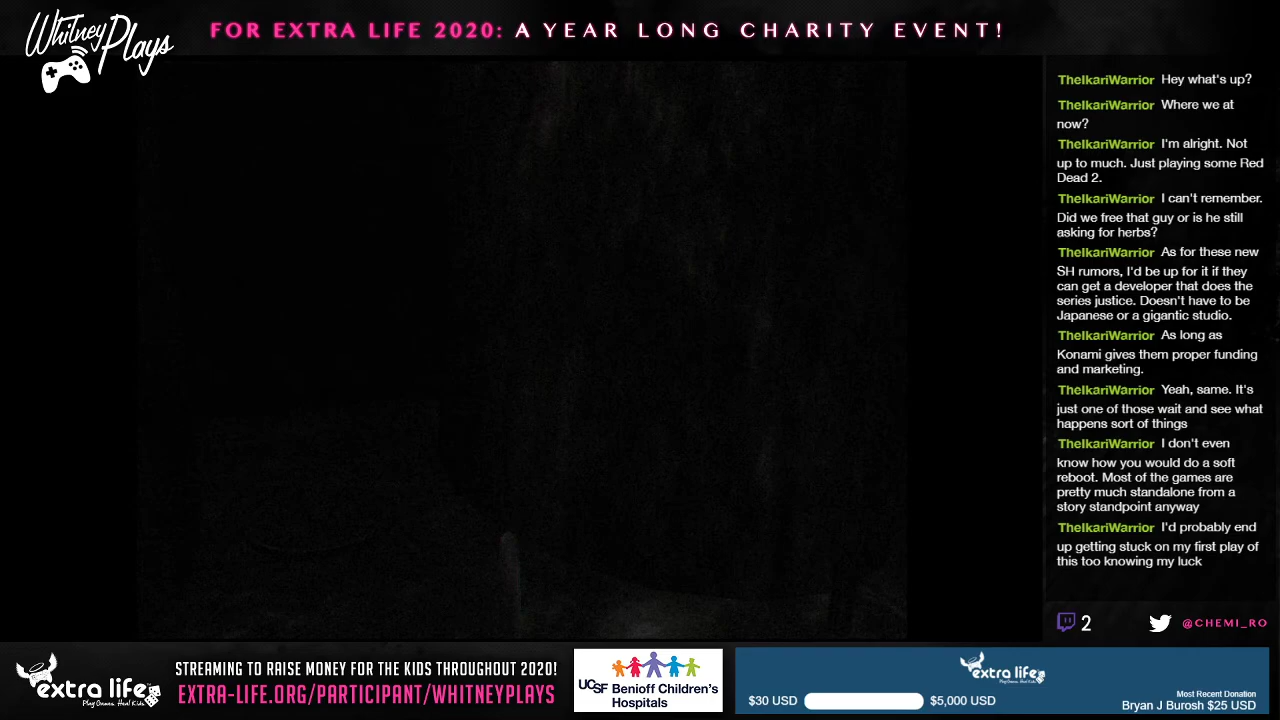 Whitney Plays
FOR EXTRA LIFE 2020: A YEAR LONG CHARITY EVENT!
TheIkariWarrior Hey what's up?
TheIkariWarrior Where we at
now?
TheIkariWarrior I'm alright. Not
up to much. Just playing some Red
Dead 2.
TheIkariWarrior I can't remember.
Did we free that guy or is he still
asking for herbs?
TheIkariWarrior As for these new
SH rumors, I'd be up for it if they
can get a developer that does the
series justice. Doesn't have to be
Japanese or a gigantic studio.
TheIkariWarrior As long as
Konami gives them proper funding
and marketing.
TheIkariWarrior Yeah, same. It's
just one of those wait and see what
happens sort of things
TheIkariWarrior I don't even
know how you would do a soft
reboot. Most of the games are
pretty much standalone from a
story standpoint anyway
TheIkariWarrior I'd probably end
up getting stuck on my first play of
this too knowing my luck
2
@CHEMI_RO
extra life
Play Games. Heal Kids.
STREAMING TO RAISE MONEY FOR THE KIDS THROUGHOUT 2020!
EXTRA-LIFE.ORG/PARTICIPANT/WHITNEYPLAYS
UCSF Benioff Children's
Hospitals
extra life
$30 USD
$5,000 USD
Most Recent Donation
Bryan J Burosh $25 USD